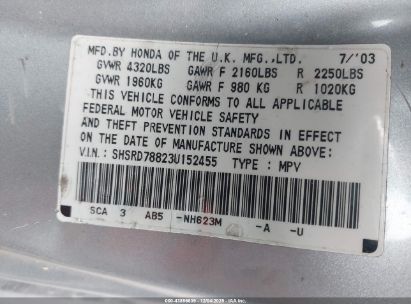 MFD.BY HONDA OF THE U.K. MFG.,LTD. 7/'03
GVWR 4320LBS GAWR F 2160LBS R 2250LBS
GVWR 1960KG GAWR F 980 KG R 1020KG
THIS VEHICLE CONFORMS TO ALL APPLICABLE
FEDERAL MOTOR VEHICLE SAFETY
AND THEFT PREVENTION STANDARDS IN EFFECT
ON THE DATE OF MANUFACTURE SHOWN ABOVE:
V.I.N: SHSRD78823U152455 TYPE : MPV
SCA 3 AB5 -NH623M -A -U